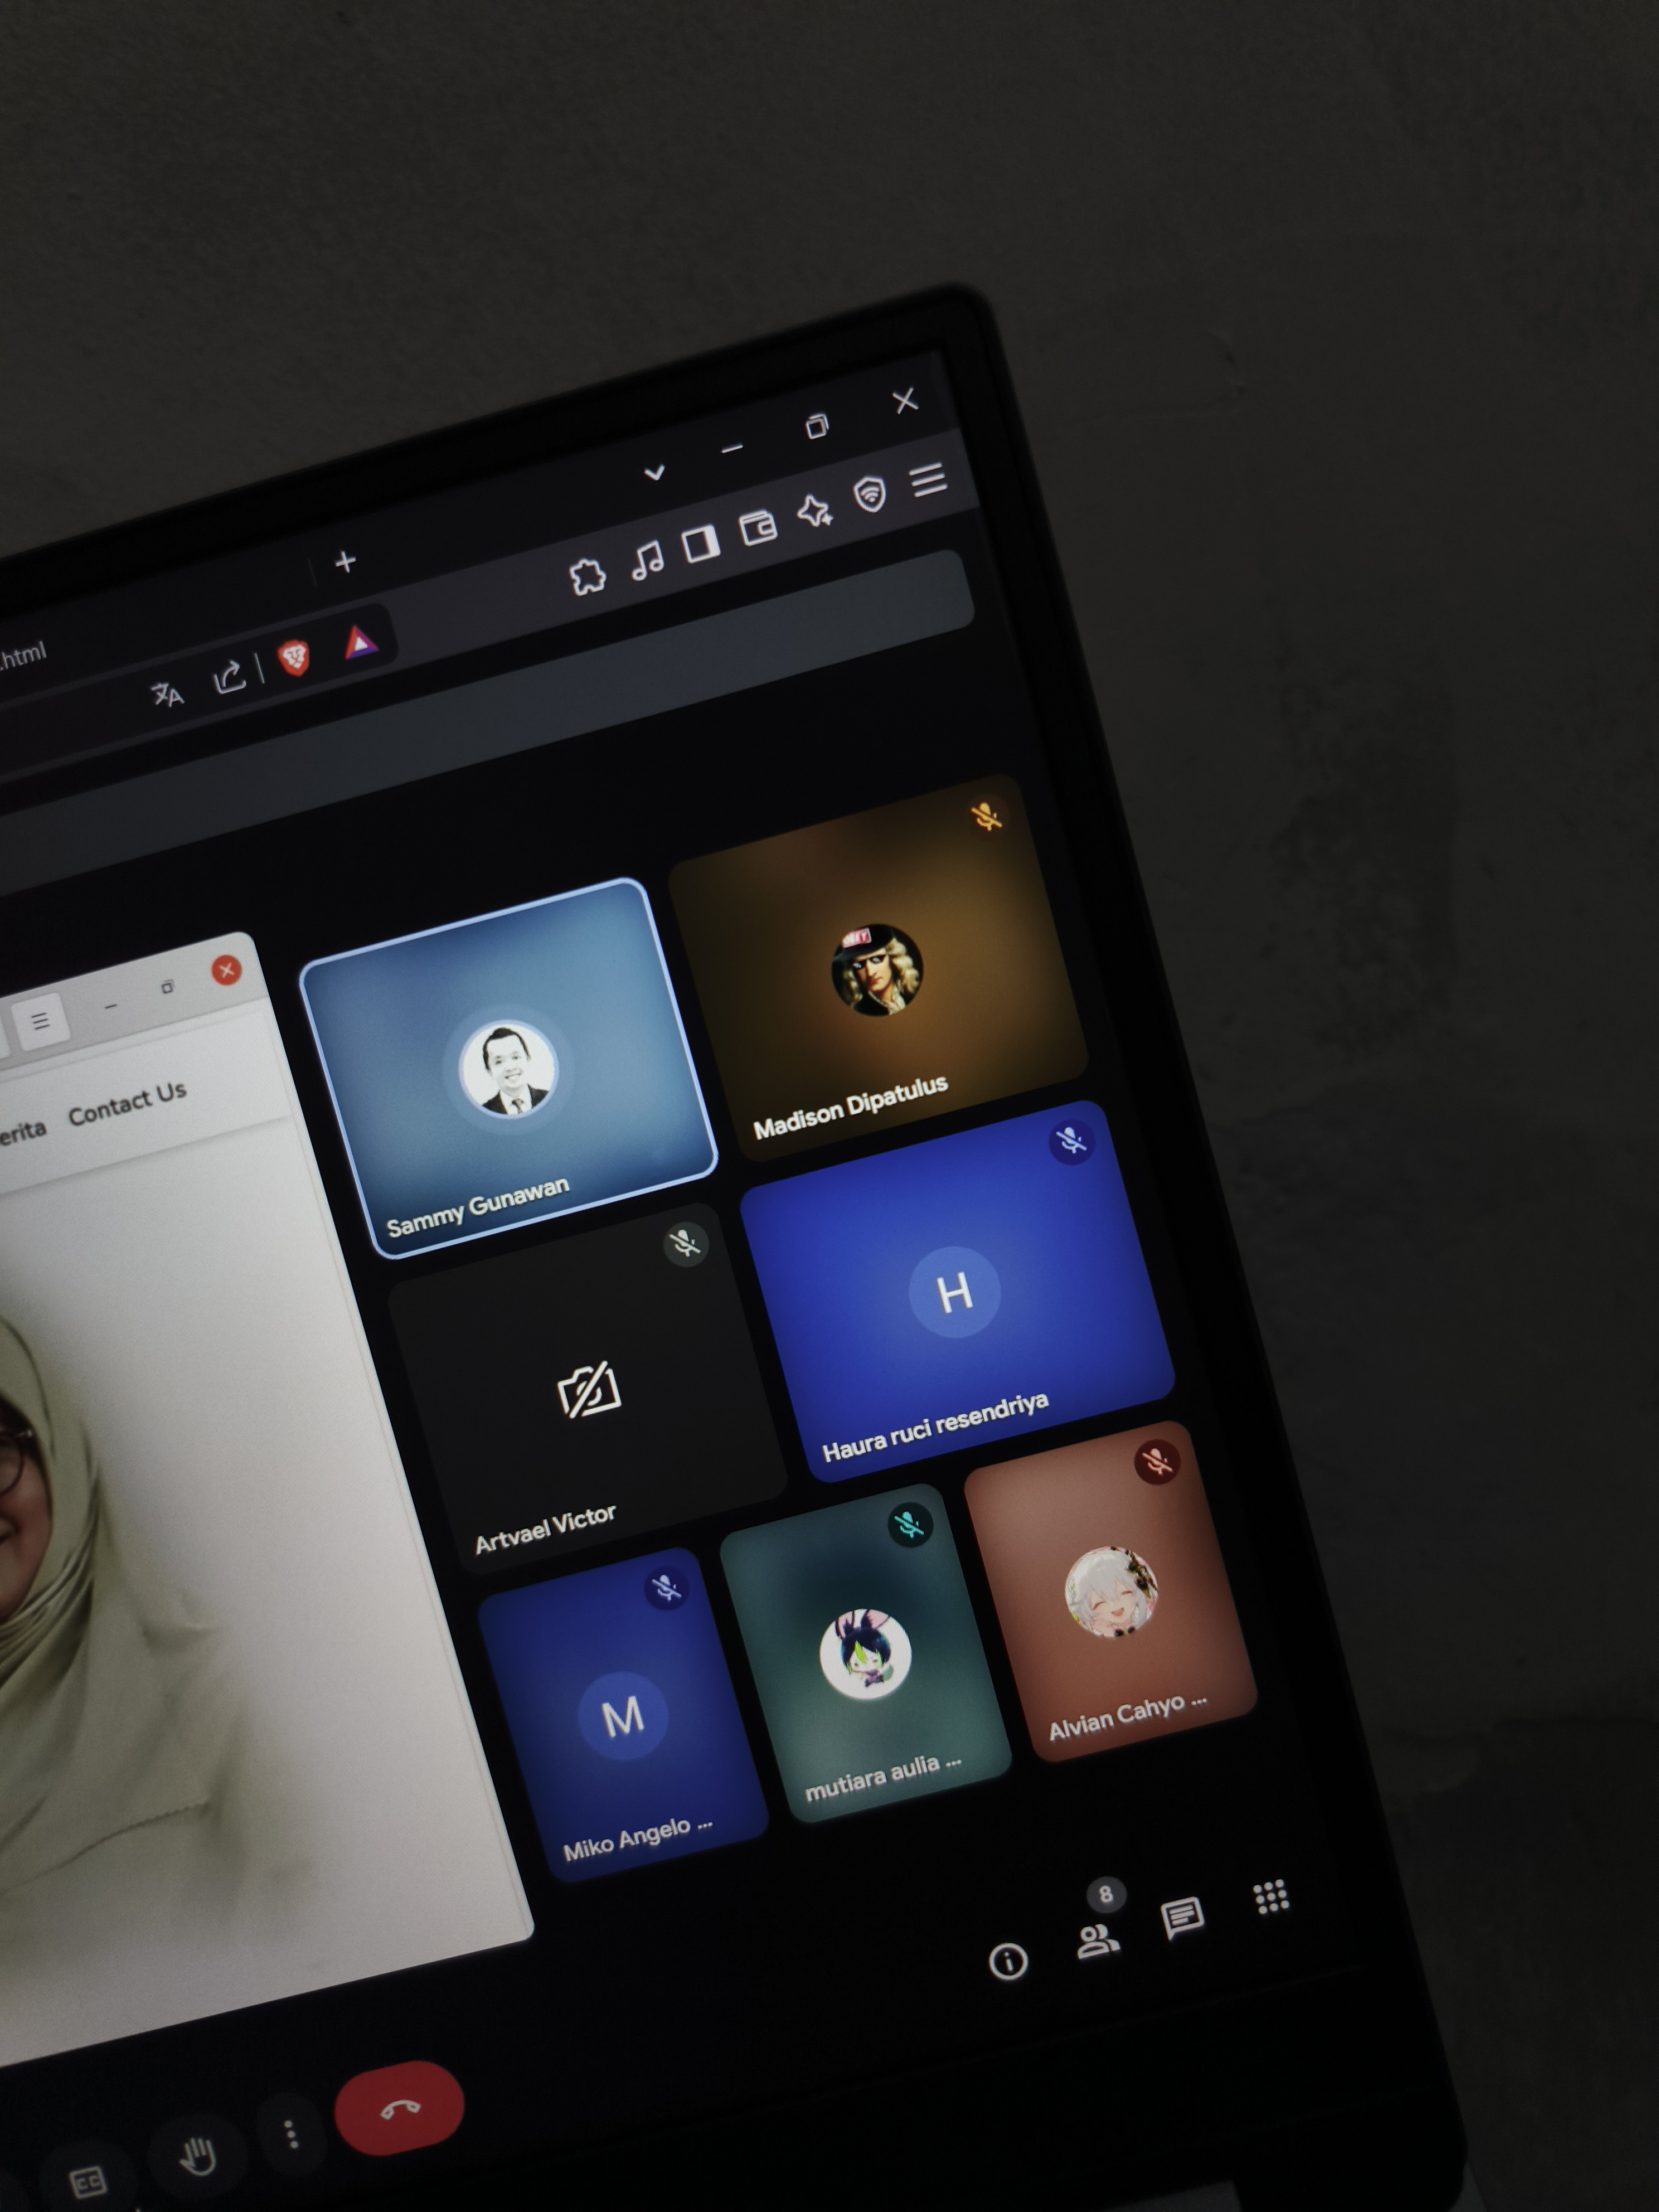 .html
Contact Us
erita
Sammy Gunawan
Madison Dipatulus
Artvael Victor
H
Haura ruci resendriya
M
Miko Angelo ...
mutiara aulia ...
Alvian Cahyo ...
8
CC